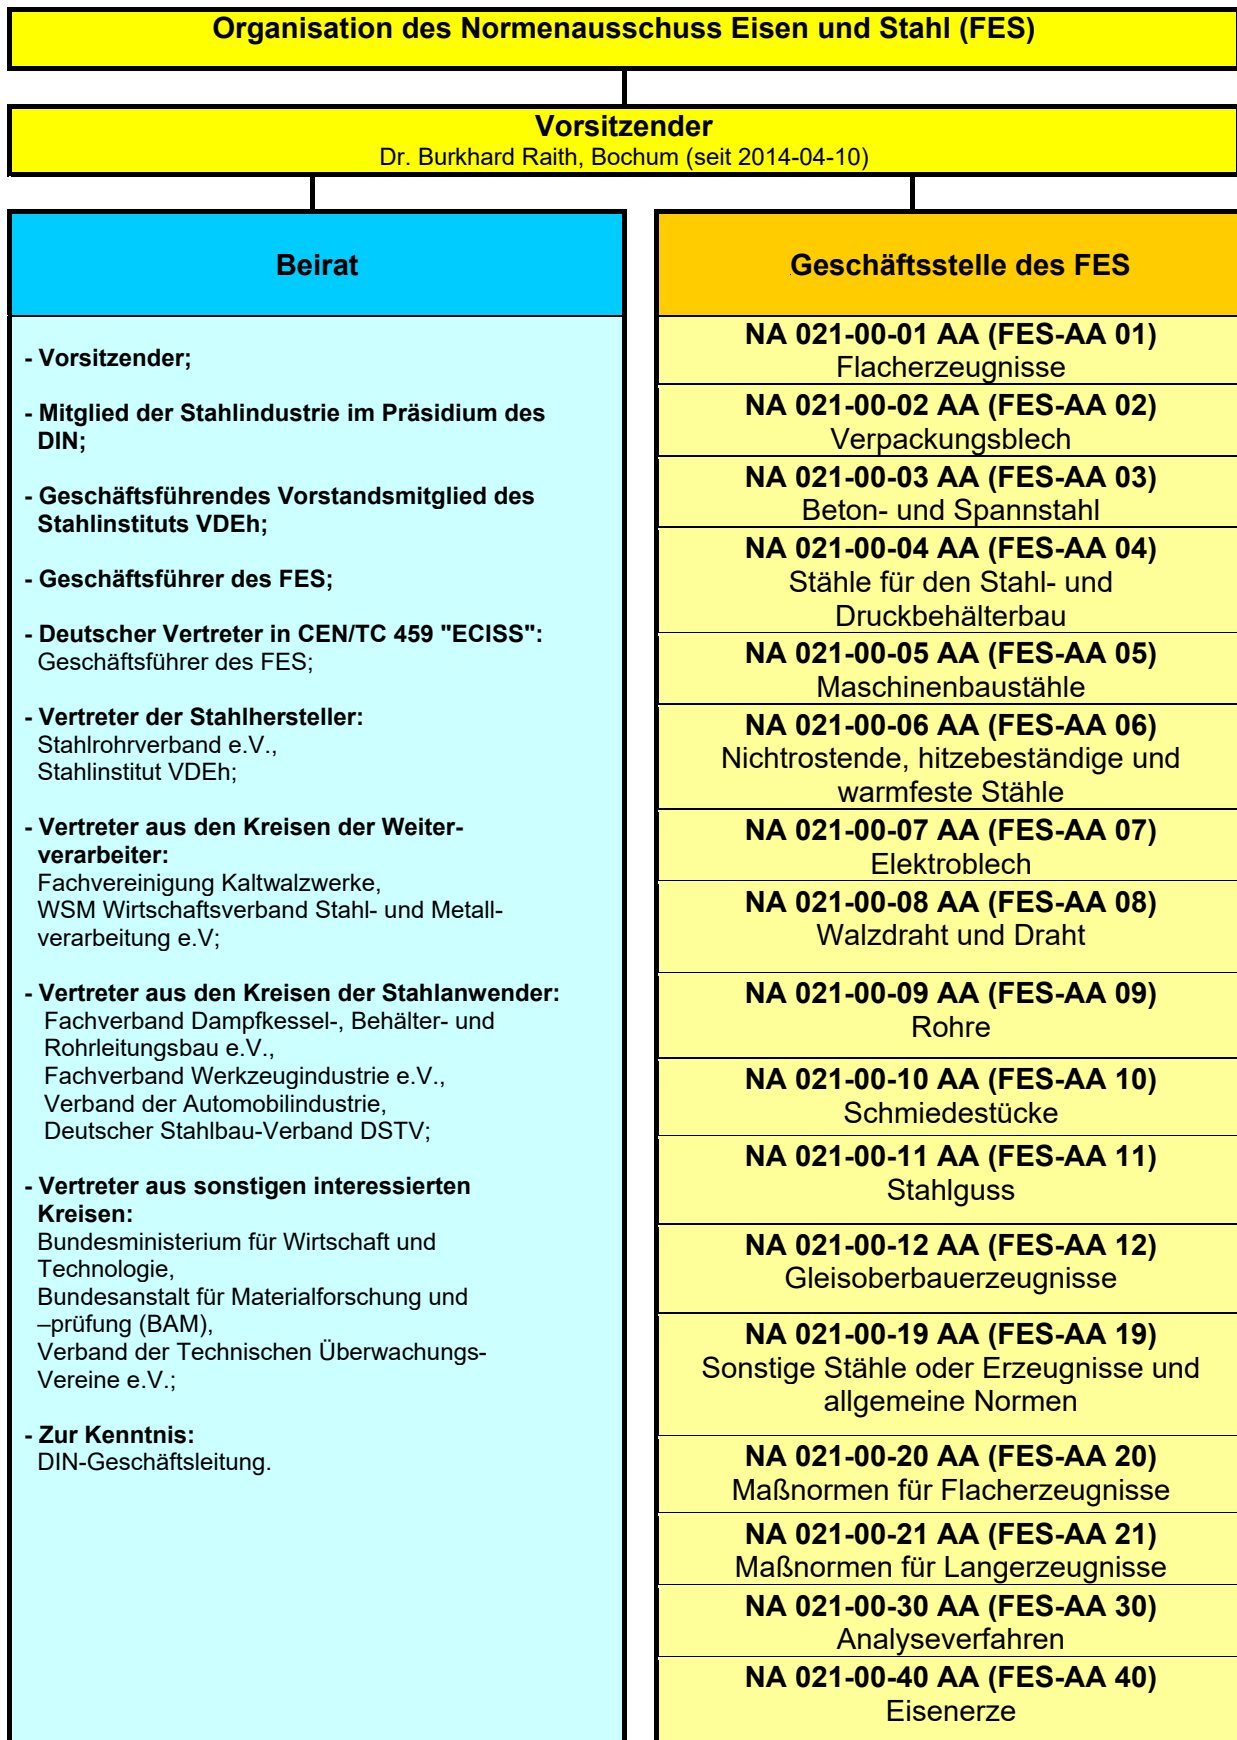 Organisation des Normenausschuss Eisen und Stahl (FES)
Vorsitzender
Dr. Burkhard Raith, Bochum (seit 2014-04-10)
Beirat
- Vorsitzender;
- Mitglied der Stahlindustrie im Präsidium des
DIN;
- Geschäftsführendes Vorstandsmitglied des
Stahlinstituts VDEh;
- Geschäftsführer des FES;
- Deutscher Vertreter in CEN/TC 459 "ECISS":
Geschäftsführer des FES;
- Vertreter der Stahlhersteller:
Stahlrohrverband e.V.,
Stahlinstitut VDEh;
- Vertreter aus den Kreisen der Weiter-
verarbeiter:
Fachvereinigung Kaltwalzwerke,
WSM Wirtschaftsverband Stahl- und Metall-
verarbeitung e.V;
- Vertreter aus den Kreisen der Stahlanwender:
Fachverband Dampfkessel-, Behälter- und
Rohrleitungsbau e.V.,
Fachverband Werkzeugindustrie e.V.,
Verband der Automobilindustrie,
Deutscher Stahlbau-Verband DSTV;
- Vertreter aus sonstigen interessierten
Kreisen:
Bundesministerium für Wirtschaft und
Technologie,
Bundesanstalt für Materialforschung und
–prüfung (BAM),
Verband der Technischen Überwachungs-
Vereine e.V.;
- Zur Kenntnis:
DIN-Geschäftsleitung.
Geschäftsstelle des FES
NA 021-00-01 AA (FES-AA 01)
Flacherzeugnisse
NA 021-00-02 AA (FES-AA 02)
Verpackungsblech
NA 021-00-03 AA (FES-AA 03)
Beton- und Spannstahl
NA 021-00-04 AA (FES-AA 04)
Stähle für den Stahl- und
Druckbehälterbau
NA 021-00-05 AA (FES-AA 05)
Maschinenbaustähle
NA 021-00-06 AA (FES-AA 06)
Nichtrostende, hitzebeständige und
warmfeste Stähle
NA 021-00-07 AA (FES-AA 07)
Elektroblech
NA 021-00-08 AA (FES-AA 08)
Walzdraht und Draht
NA 021-00-09 AA (FES-AA 09)
Rohre
NA 021-00-10 AA (FES-AA 10)
Schmiedestücke
NA 021-00-11 AA (FES-AA 11)
Stahlguss
NA 021-00-12 AA (FES-AA 12)
Gleisoberbauerzeugnisse
NA 021-00-19 AA (FES-AA 19)
Sonstige Stähle oder Erzeugnisse und
allgemeine Normen
NA 021-00-20 AA (FES-AA 20)
Maßnormen für Flacherzeugnisse
NA 021-00-21 AA (FES-AA 21)
Maßnormen für Langerzeugnisse
NA 021-00-30 AA (FES-AA 30)
Analyseverfahren
NA 021-00-40 AA (FES-AA 40)
Eisenerze